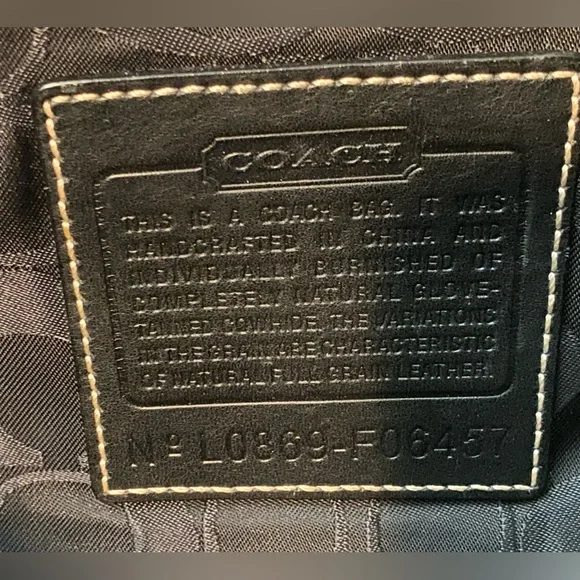 COACH
THIS IS A COACH BAG. IT WAS
HANDCRAFTED IN CHINA AND
INDIVIDUALLY BURNISHED OF
COMPLETELY NATURAL GLOVE-
TANNED COWHIDE. THE VARIATIONS
IN THE GRAIN ARE CHARACTERISTIC
OF NATURAL FULL GRAIN LEATHER.
Nº L0869-F06457